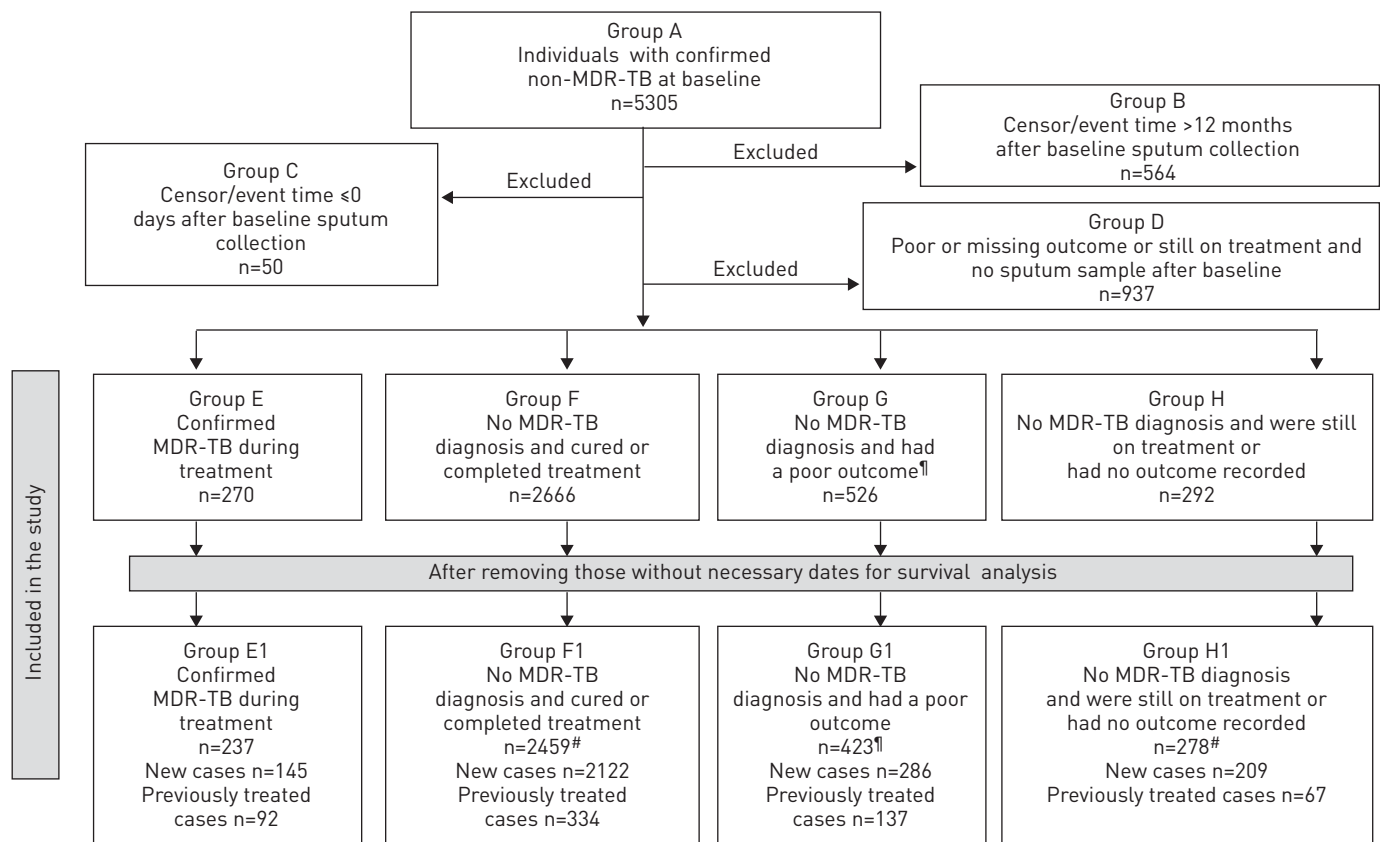 Group A
Individuals with confirmed
non-MDR-TB at baseline
n=5305
Group B
Censor/event time >12 months
after baseline sputum collection
n=564
Excluded
Group C
Censor/event time ≤0
days after baseline sputum
collection
n=50
Excluded
Group D
Poor or missing outcome or still on treatment and
no sputum sample after baseline
n=937
Excluded
Included in the study
Group E
Confirmed
MDR-TB during
treatment
n=270
Group F
No MDR-TB
diagnosis and cured or
completed treatment
n=2666
Group G
No MDR-TB
diagnosis and had
a poor outcome¶
n=526
Group H
No MDR-TB diagnosis and were still
on treatment or
had no outcome recorded
n=292
After removing those without necessary dates for survival analysis
Group E1
Confirmed
MDR-TB during
treatment
n=237
New cases n=145
Previously treated
cases n=92
Group F1
No MDR-TB
diagnosis and cured or
completed treatment
n=2459#
New cases n=2122
Previously treated
cases n=334
Group G1
No MDR-TB
diagnosis and had a poor
outcome
n=423¶
New cases n=286
Previously treated
cases n=137
Group H1
No MDR-TB diagnosis
and were still on treatment or
had no outcome recorded
n=278#
New cases n=209
Previously treated cases n=67